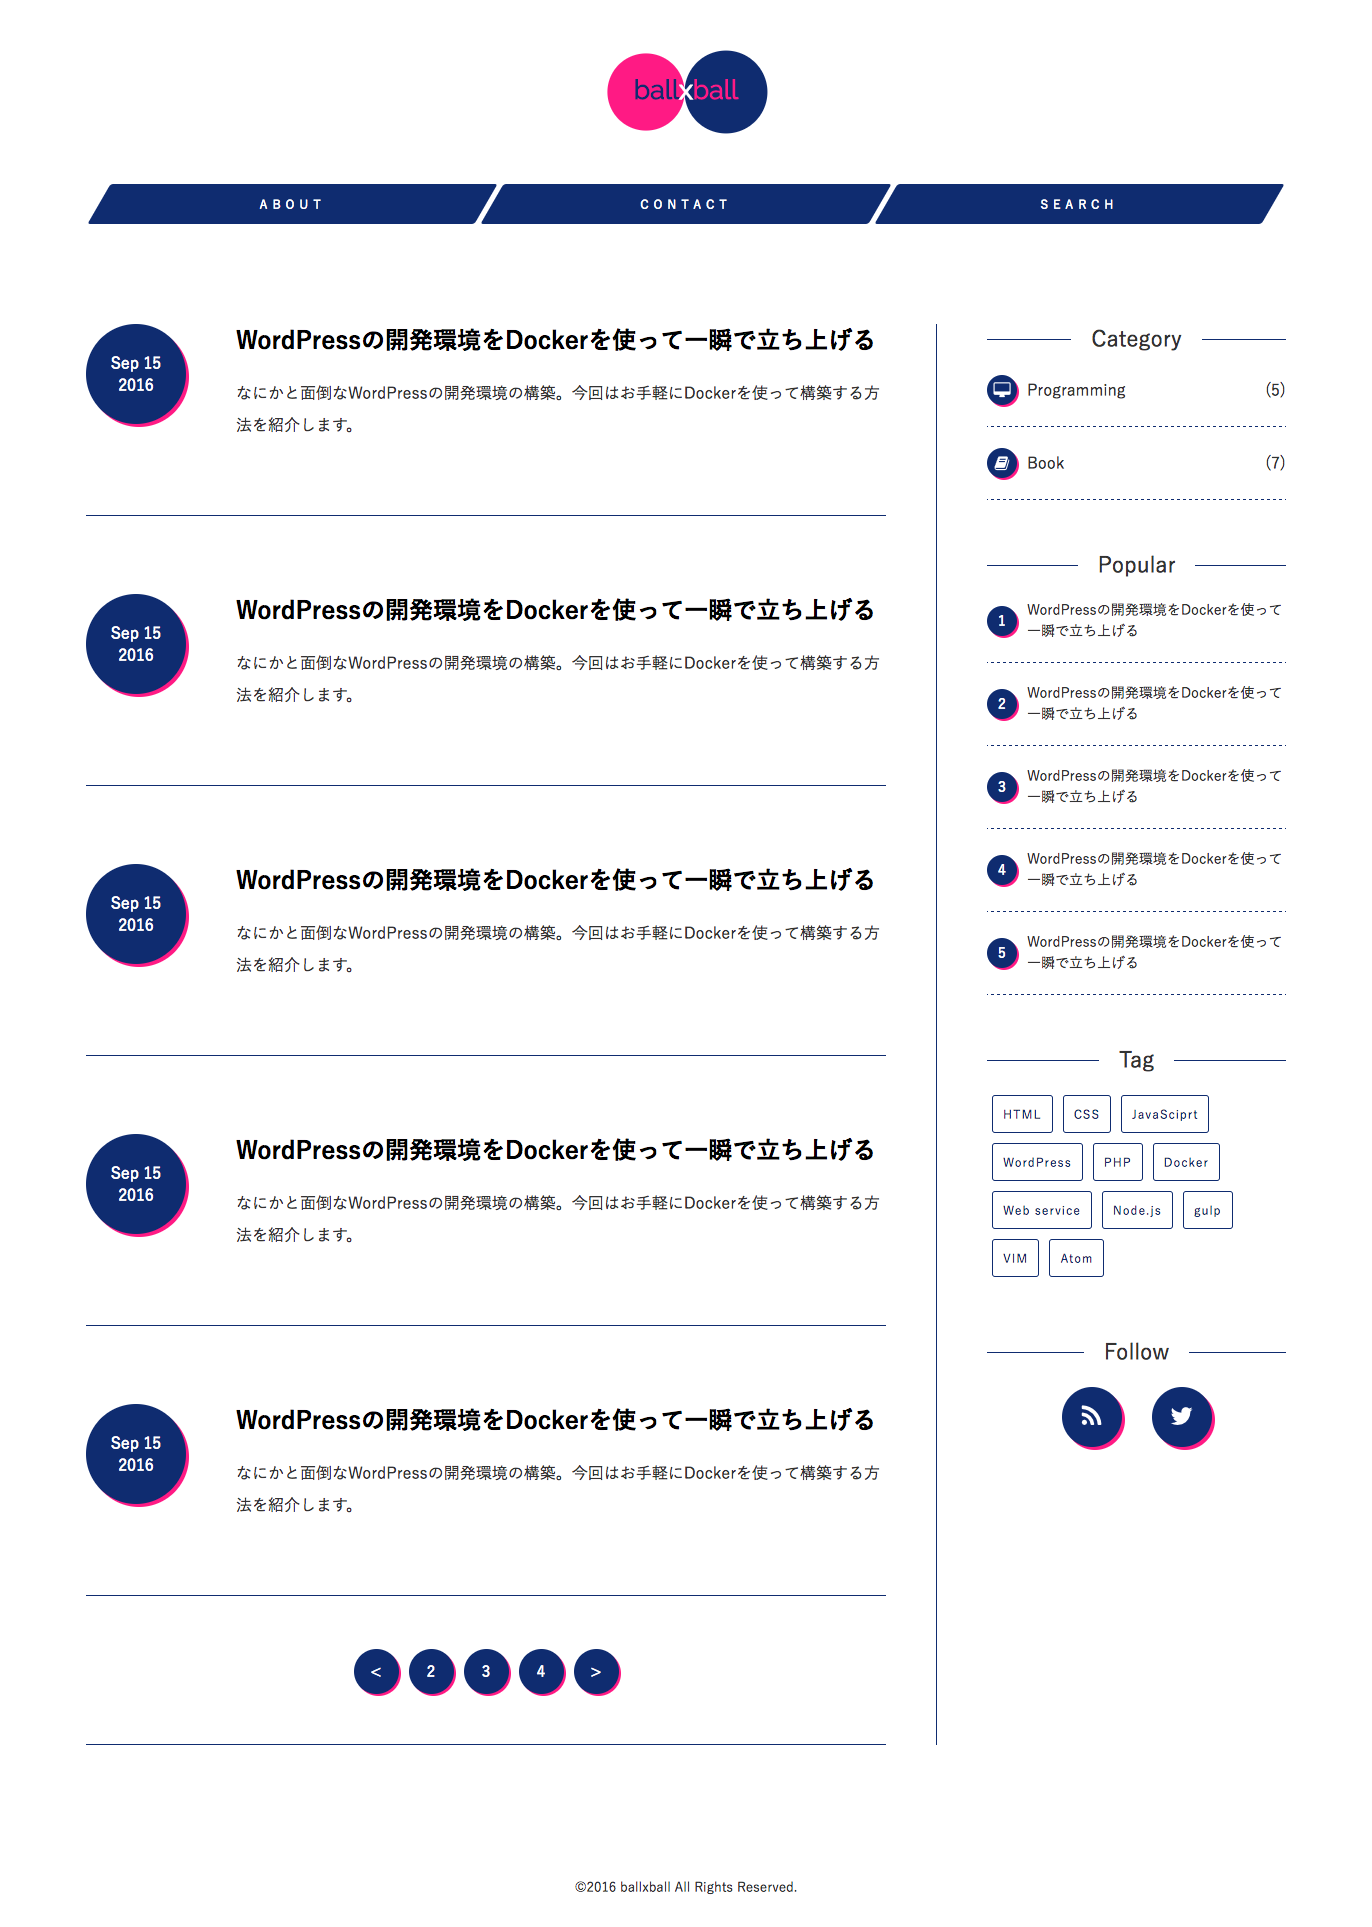 ballxball
ABOUT
CONTACT
SEARCH
Sep 15
2016
WordPressの開発環境をDockerを使って一瞬で立ち上げる
なにかと面倒なWordPressの開発環境の構築。今回はお手軽にDockerを使って構築する方
法を紹介します。
Sep 15
2016
WordPressの開発環境をDockerを使って一瞬で立ち上げる
なにかと面倒なWordPressの開発環境の構築。今回はお手軽にDockerを使って構築する方
法を紹介します。
Sep 15
2016
WordPressの開発環境をDockerを使って一瞬で立ち上げる
なにかと面倒なWordPressの開発環境の構築。今回はお手軽にDockerを使って構築する方
法を紹介します。
Sep 15
2016
WordPressの開発環境をDockerを使って一瞬で立ち上げる
なにかと面倒なWordPressの開発環境の構築。今回はお手軽にDockerを使って構築する方
法を紹介します。
Sep 15
2016
WordPressの開発環境をDockerを使って一瞬で立ち上げる
なにかと面倒なWordPressの開発環境の構築。今回はお手軽にDockerを使って構築する方
法を紹介します。
< 2 3 4 >
Category
Programming (5)
Book (7)
Popular
1 WordPressの開発環境をDockerを使って
一瞬で立ち上げる
2 WordPressの開発環境をDockerを使って
一瞬で立ち上げる
3 WordPressの開発環境をDockerを使って
一瞬で立ち上げる
4 WordPressの開発環境をDockerを使って
一瞬で立ち上げる
5 WordPressの開発環境をDockerを使って
一瞬で立ち上げる
Tag
HTML CSS JavaSciprt
WordPress PHP Docker
Web service Node.js gulp
VIM Atom
Follow
©2016 ballxball All Rights Reserved.